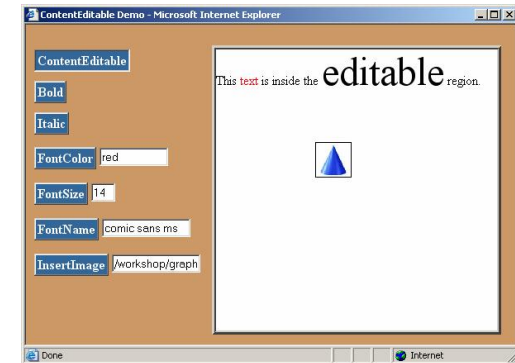 ContentEditable Demo - Microsoft Internet Explorer
ContentEditable
Bold
Italic
FontColor red
FontSize 14
FontName comic sans ms
InsertImage /workshop/graph
This text is inside the editable region.
Done
Internet